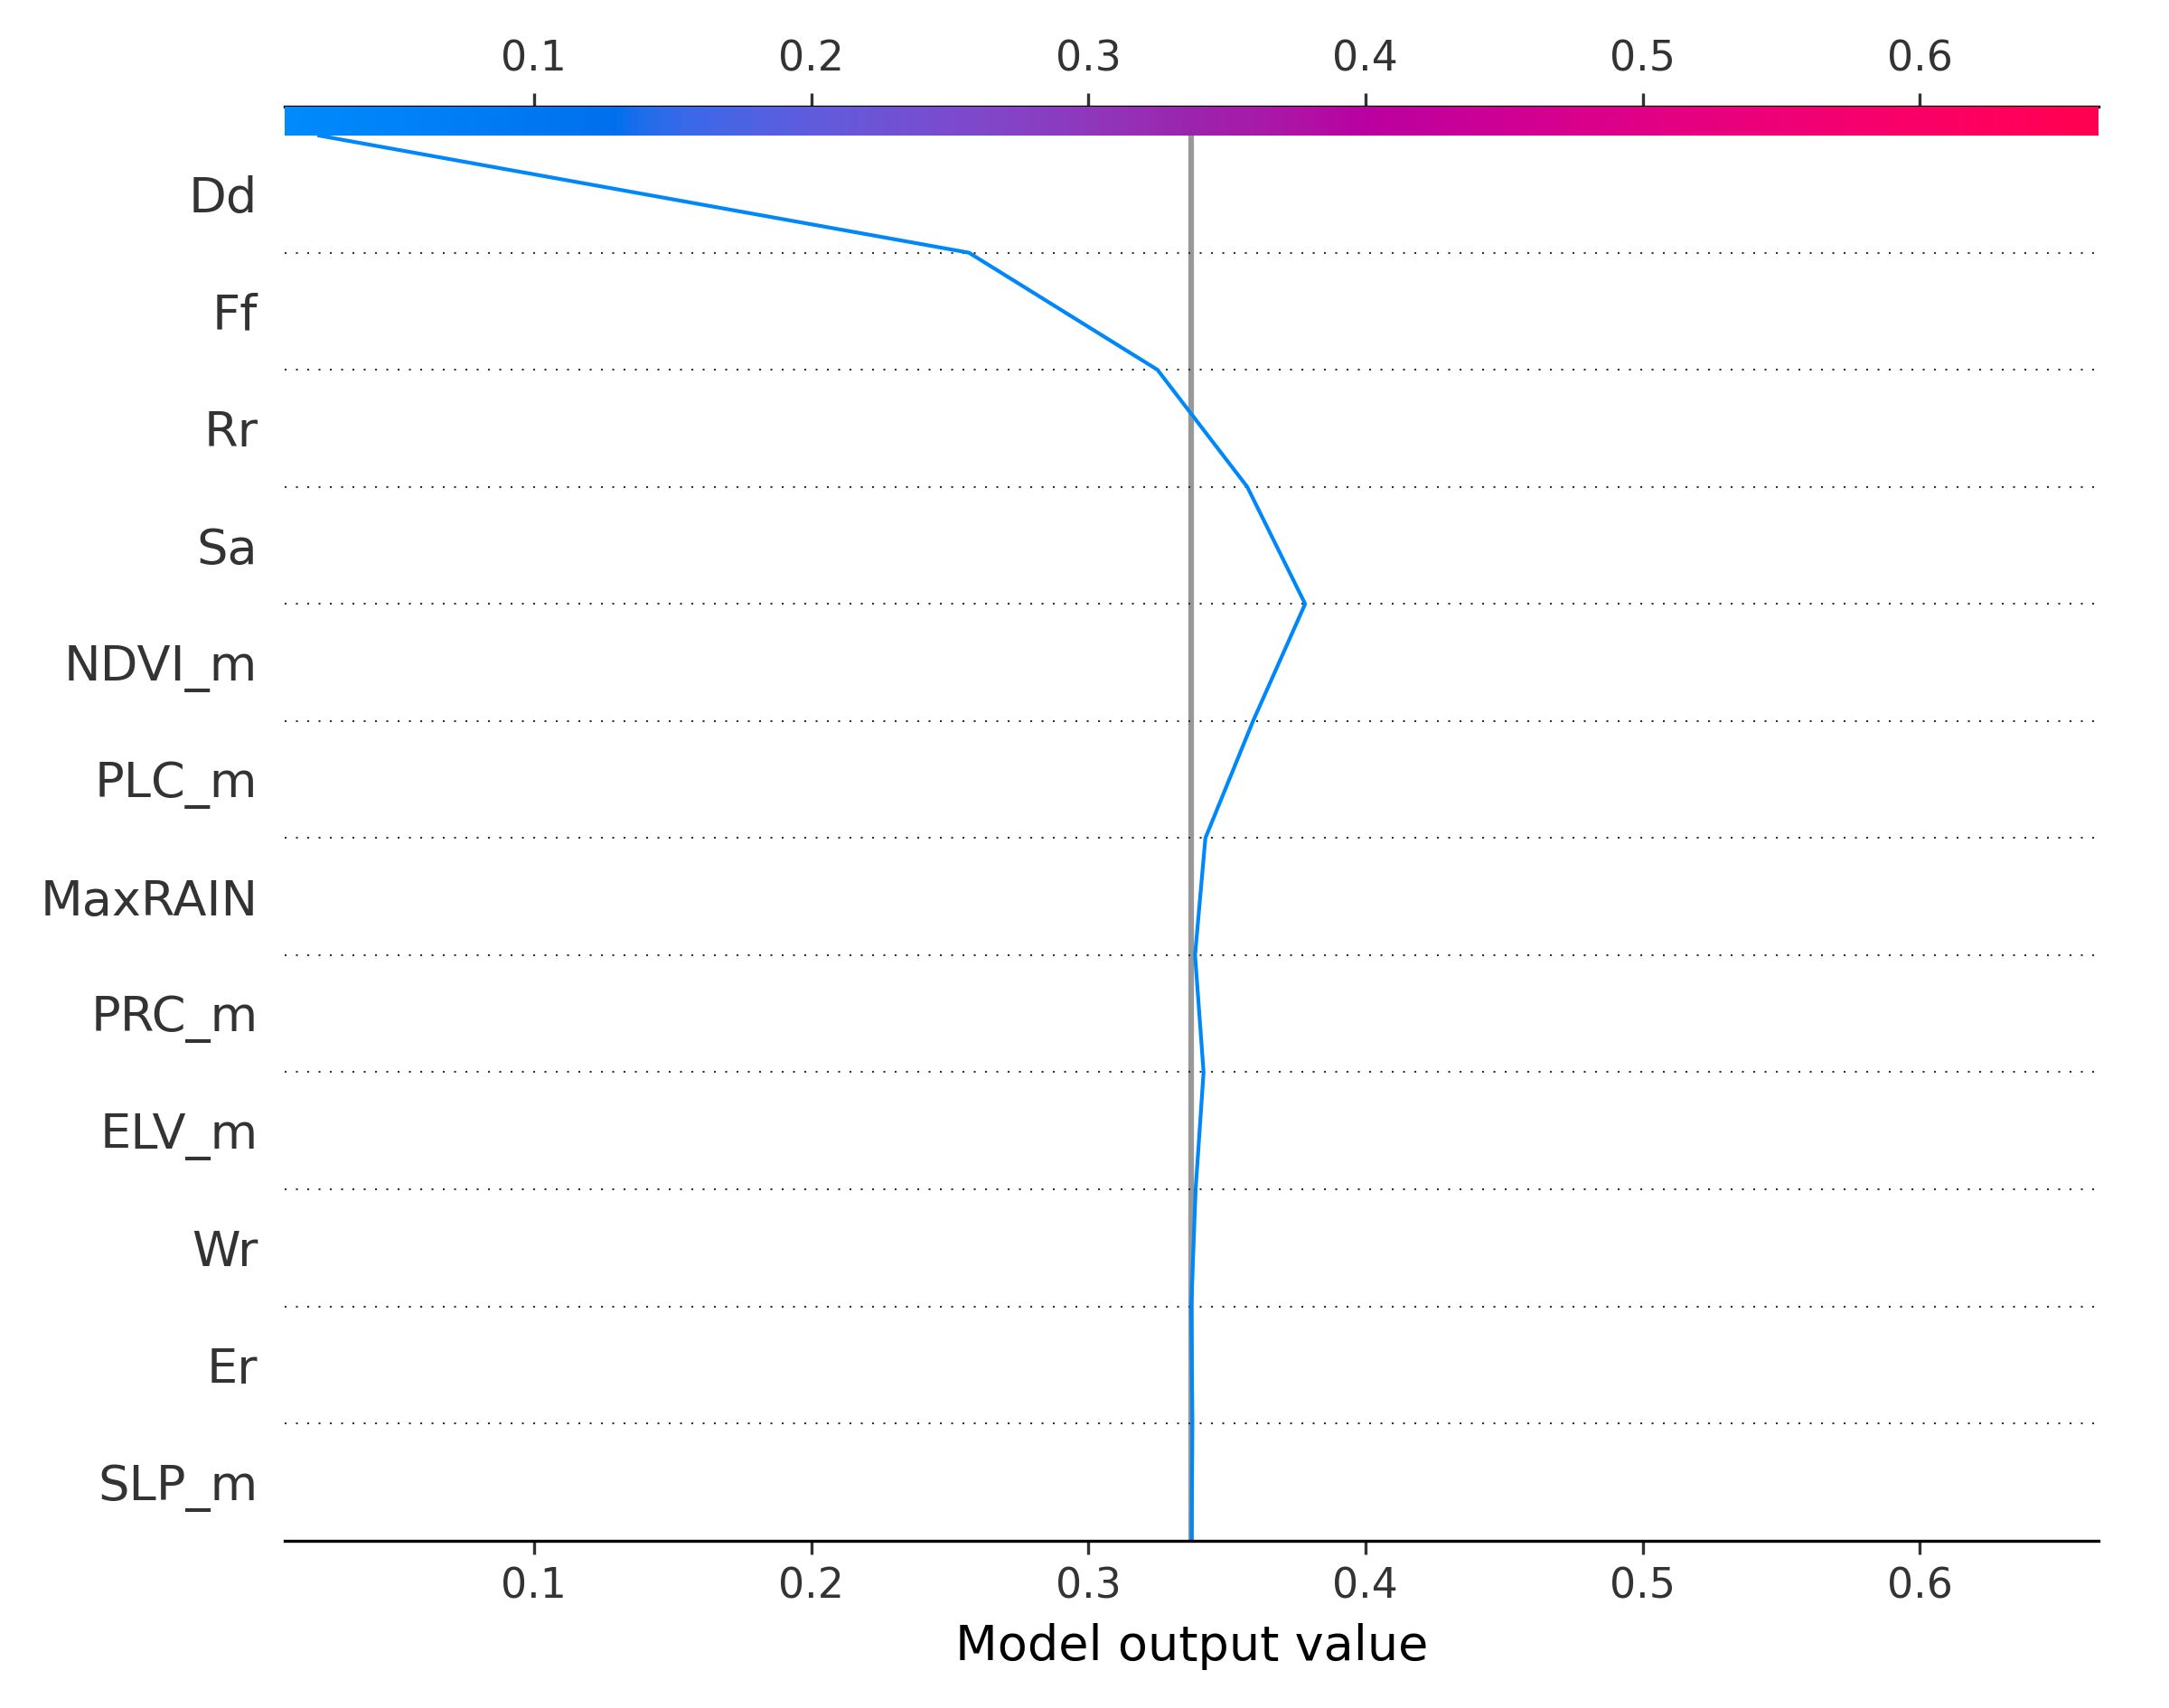 0.1 0.2 0.3 0.4 0.5 0.6
Dd
Ff
Rr
Sa
NDVI_m
PLC_m
MaxRAIN
PRC_m
ELV_m
Wr
Er
SLP_m
0.1 0.2 0.3 0.4 0.5 0.6
Model output value